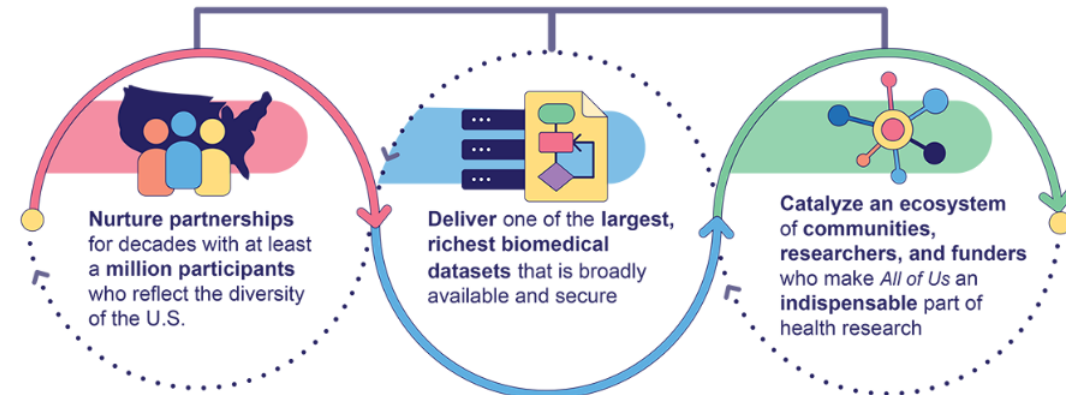 Nurture partnerships
for decades with at least
a million participants
who reflect the diversity
of the U.S.
Deliver one of the largest,
richest biomedical
datasets that is broadly
available and secure
Catalyze an ecosystem
of communities,
researchers, and funders
who make All of Us an
indispensable part of
health research